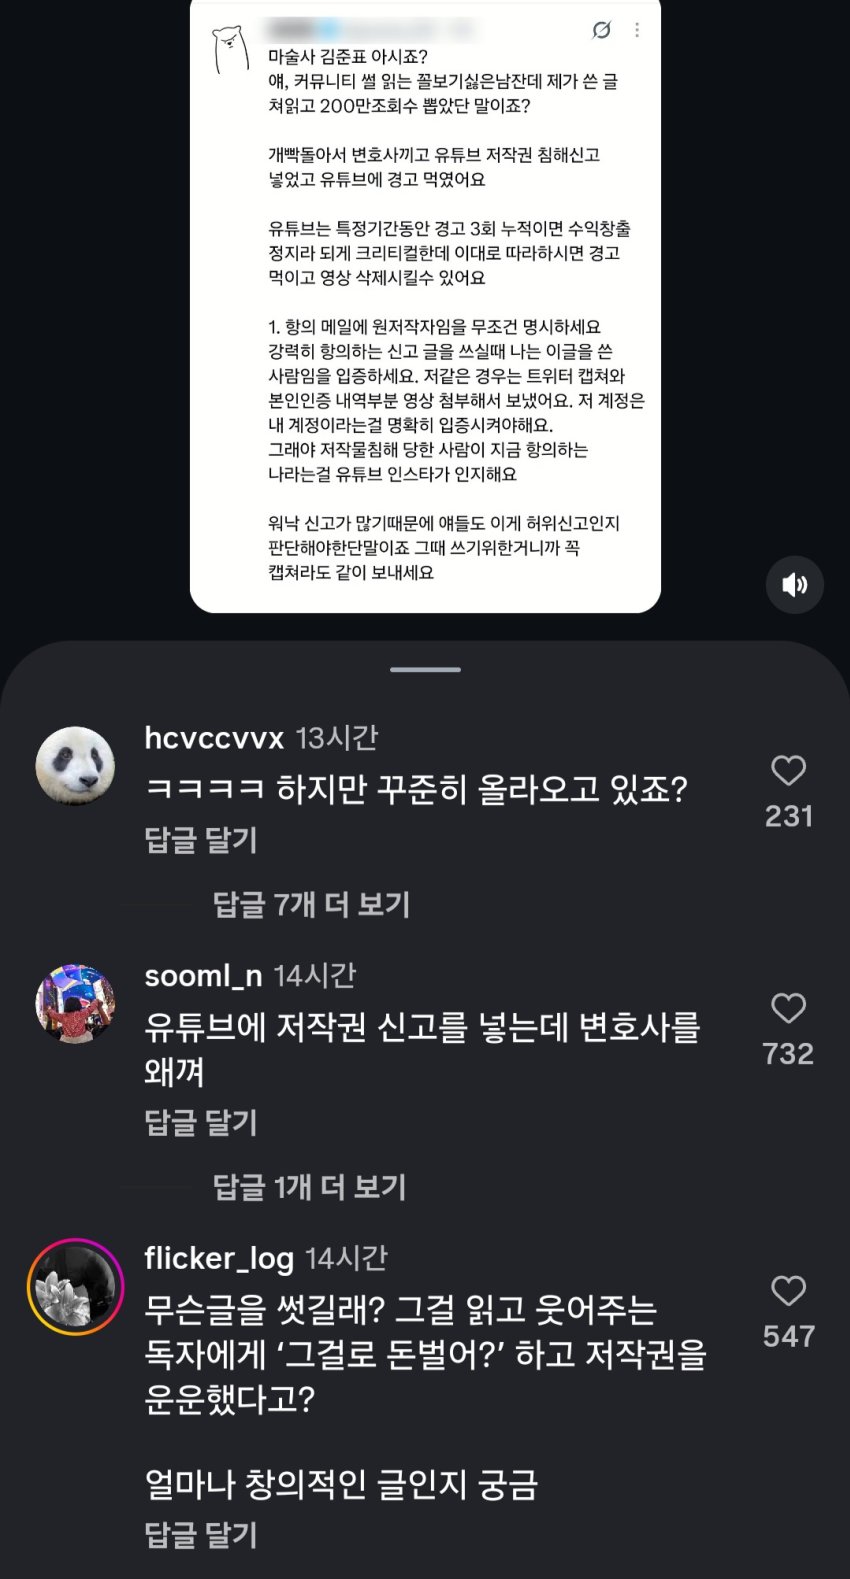 마술사 김준표 아시죠?
얘, 커뮤니티 썰 읽는 꼴보기싫은남잔데 제가 쓴 글
쳐읽고 200만조회수 뽑았단 말이죠?
개빡돌아서 변호사끼고 유튜브 저작권 침해신고
넣었고 유튜브에 경고 먹였어요
유튜브는 특정기간동안 경고 3회 누적이면 수익창출
정지라 되게 크리티컬한데 이대로 따라하시면 경고
먹이고 영상 삭제시킬수 있어요
1. 항의 메일에 원저작자임을 무조건 명시하세요
강력히 항의하는 신고 글을 쓰실때 나는 이글을 쓴
사람임을 입증하세요. 저같은 경우는 트위터 캡쳐와
본인인증 내역부분 영상 첨부해서 보냈어요. 저 계정은
내 계정이라는걸 명확히 입증시켜야해요.
그래야 저작물침해 당한 사람이 지금 항의하는
나라는걸 유튜브 인스타가 인지해요
워낙 신고가 많기때문에 얘들도 이게 허위신고인지
판단해야한단말이죠 그때 쓰기위한거니까 꼭
캡쳐라도 같이 보내세요
hcvccvvx 13시간
ㅋㅋㅋㅋ 하지만 꾸준히 올라오고 있죠?
231
답글 달기
답글 7개 더 보기
sooml_n 14시간
유튜브에 저작권 신고를 넣는데 변호사를
왜껴
732
답글 달기
답글 1개 더 보기
flicker_log 14시간
무슨글을 썻길래? 그걸 읽고 웃어주는
독자에게 ‘그걸로 돈벌어?’ 하고 저작권을
운운했다고?
547
얼마나 창의적인 글인지 궁금
답글 달기